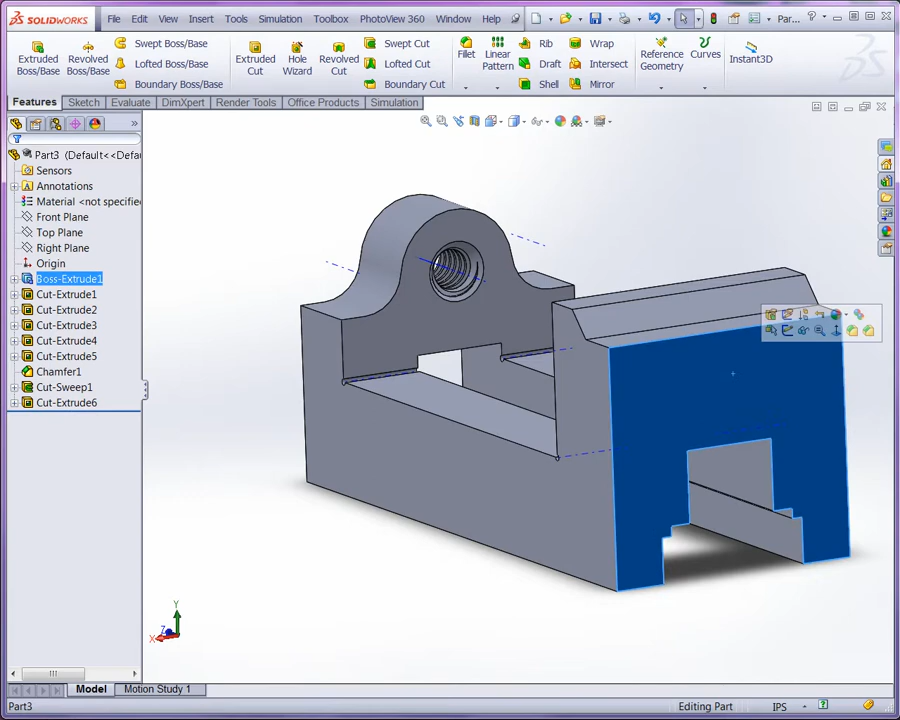 SOLIDWORKS File Edit View Insert Tools Simulation Toolbox PhotoView 360 Window Help Par... ?
Extruded Boss/Base
Revolved Boss/Base
Swept Boss/Base
Lofted Boss/Base
Boundary Boss/Base
Extruded Cut
Hole Wizard
Revolved Cut
Swept Cut
Lofted Cut
Boundary Cut
Fillet
Linear Pattern
Rib
Draft
Shell
Wrap
Intersect
Mirror
Reference Geometry
Curves
Instant3D
Features Sketch Evaluate DimXpert Render Tools Office Products Simulation
Part3 (Default<<Defau
Sensors
Annotations
Material <not specified
Front Plane
Top Plane
Right Plane
Origin
Boss-Extrude1
Cut-Extrude1
Cut-Extrude2
Cut-Extrude3
Cut-Extrude4
Cut-Extrude5
Chamfer1
Cut-Sweep1
Cut-Extrude6
Y
Z
X
Model Motion Study 1
Part3 Editing Part IPS